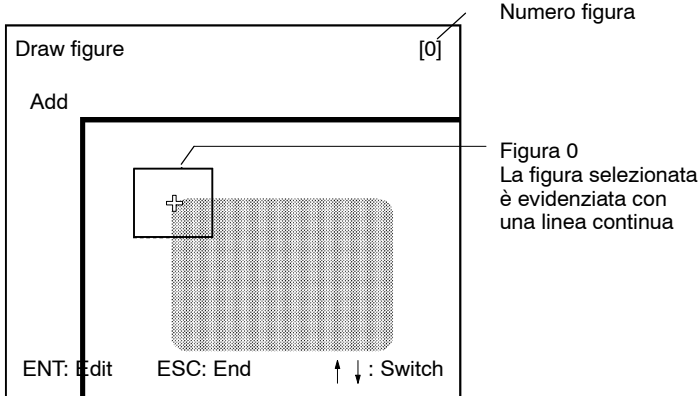 Numero figura
Draw figure [0]
Add
Figura 0
La figura selezionata
è evidenziata con
una linea continua
ENT: Edit ESC: End ↑ ↓ : Switch